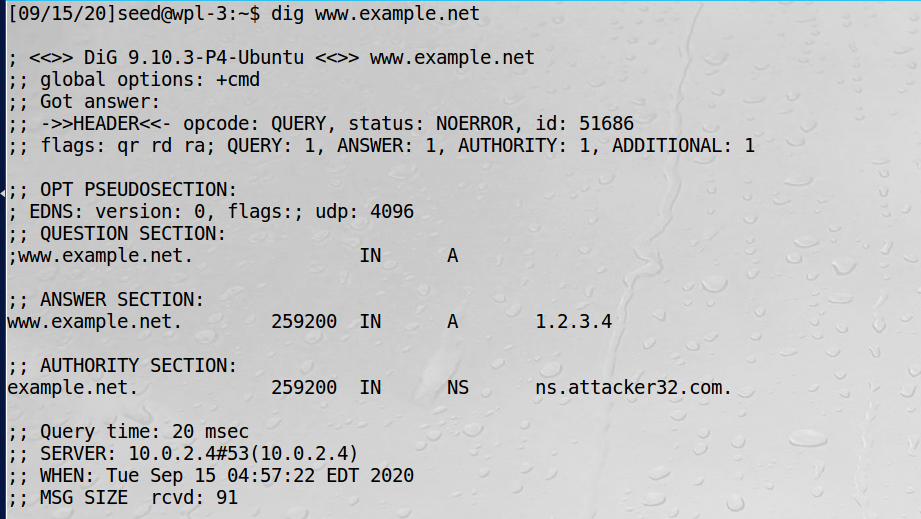 [09/15/20]seed@wpl-3:~$ dig www.example.net
; <<>> DiG 9.10.3-P4-Ubuntu <<>> www.example.net
;; global options: +cmd
;; Got answer:
;; ->>HEADER<<- opcode: QUERY, status: NOERROR, id: 51686
;; flags: qr rd ra; QUERY: 1, ANSWER: 1, AUTHORITY: 1, ADDITIONAL: 1
;; OPT PSEUDOSECTION:
; EDNS: version: 0, flags:; udp: 4096
;; QUESTION SECTION:
;www.example.net. IN A
;; ANSWER SECTION:
www.example.net. 259200 IN A 1.2.3.4
;; AUTHORITY SECTION:
example.net. 259200 IN NS ns.attacker32.com.
;; Query time: 20 msec
;; SERVER: 10.0.2.4#53(10.0.2.4)
;; WHEN: Tue Sep 15 04:57:22 EDT 2020
;; MSG SIZE rcvd: 91